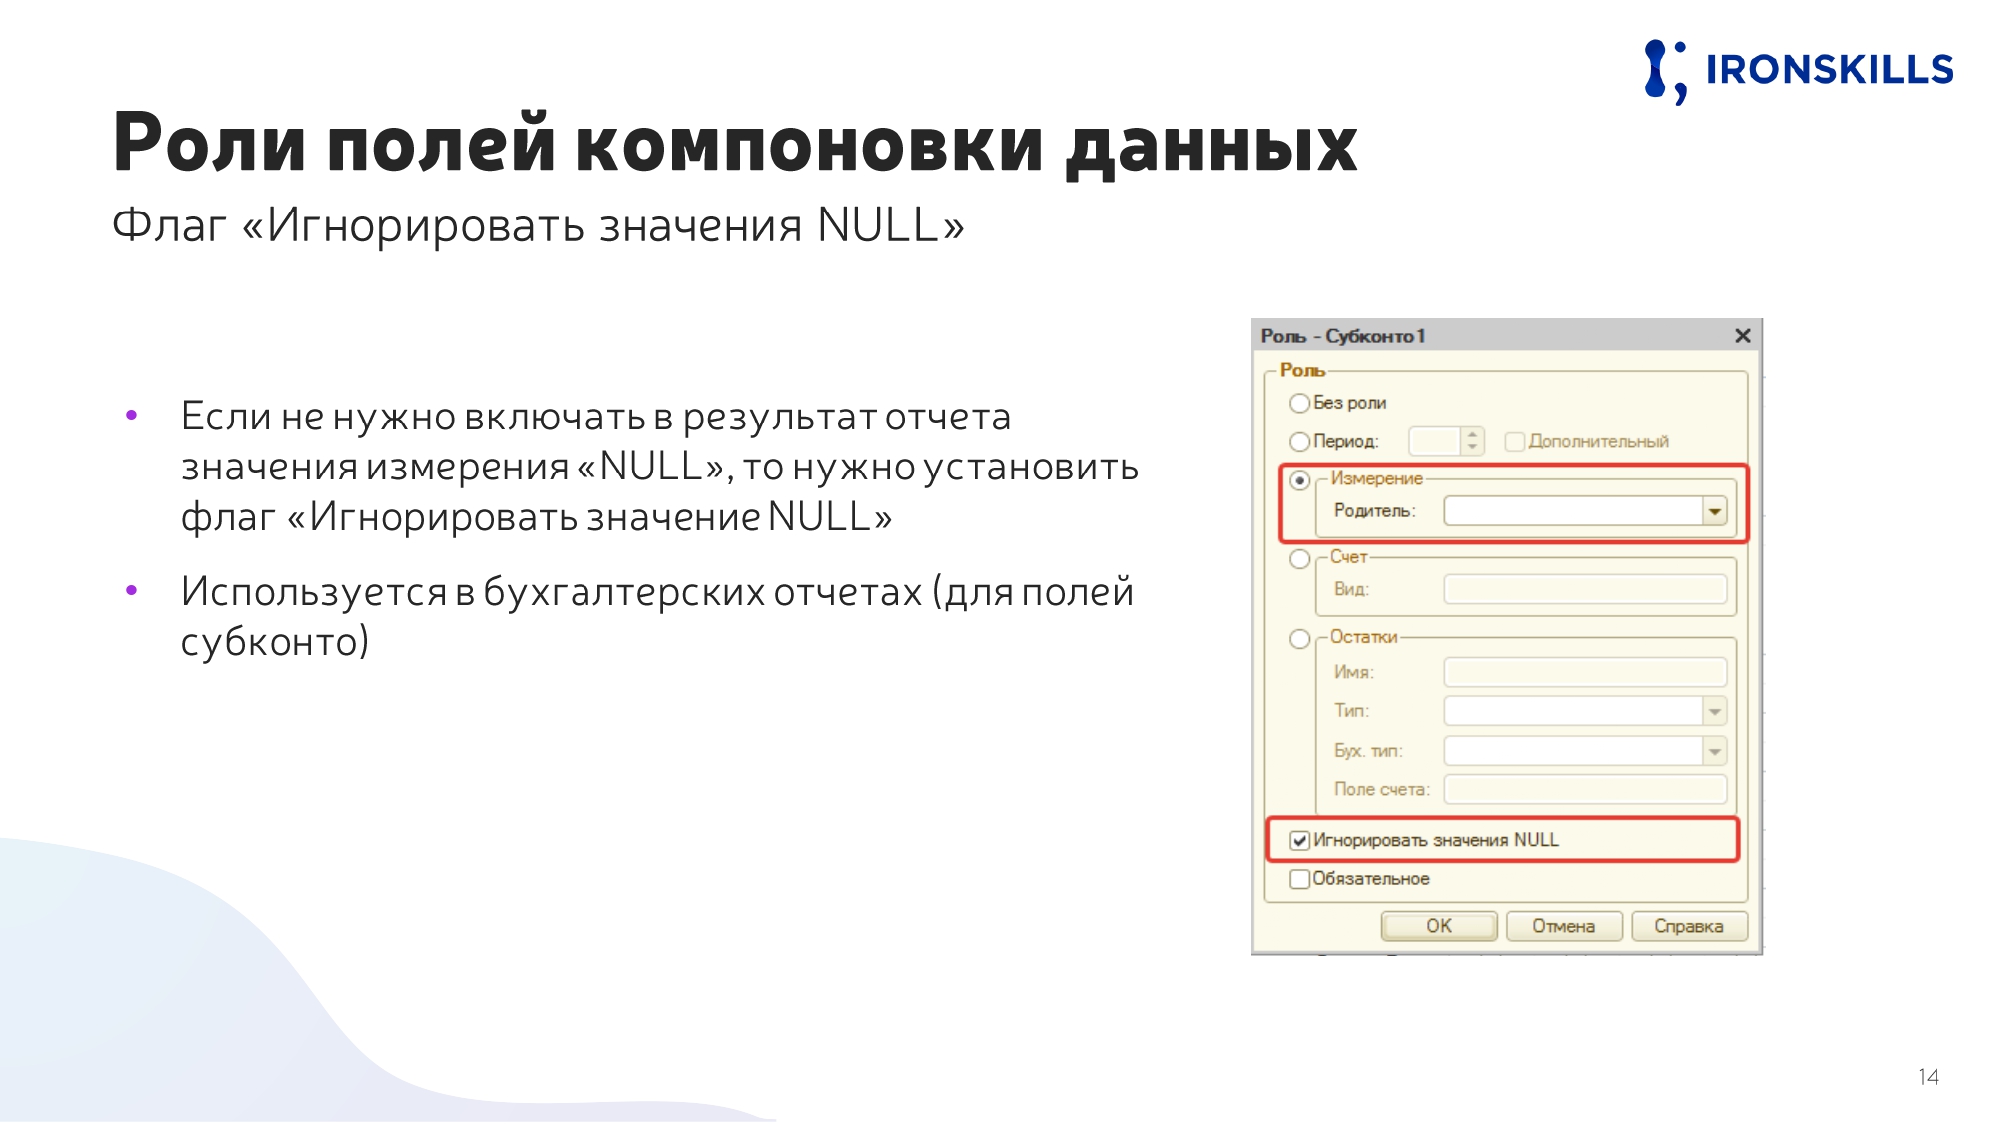 IRONSKILLS
Роли полей компоновки данных
Флаг «Игнорировать значения NULL»
• Если не нужно включать в результат отчета
значения измерения «NULL», то нужно установить
флаг «Игнорировать значение NULL»
• Используется в бухгалтерских отчетах (для полей
субконто)
Роль - Субконто1
Роль
Без роли
Период:
Дополнительный
Измерение
Родитель:
Счет
Вид:
Остатки
Имя:
Тип:
Бух. тип:
Поле счета:
Игнорировать значения NULL
Обязательное
ОК Отмена Справка
14